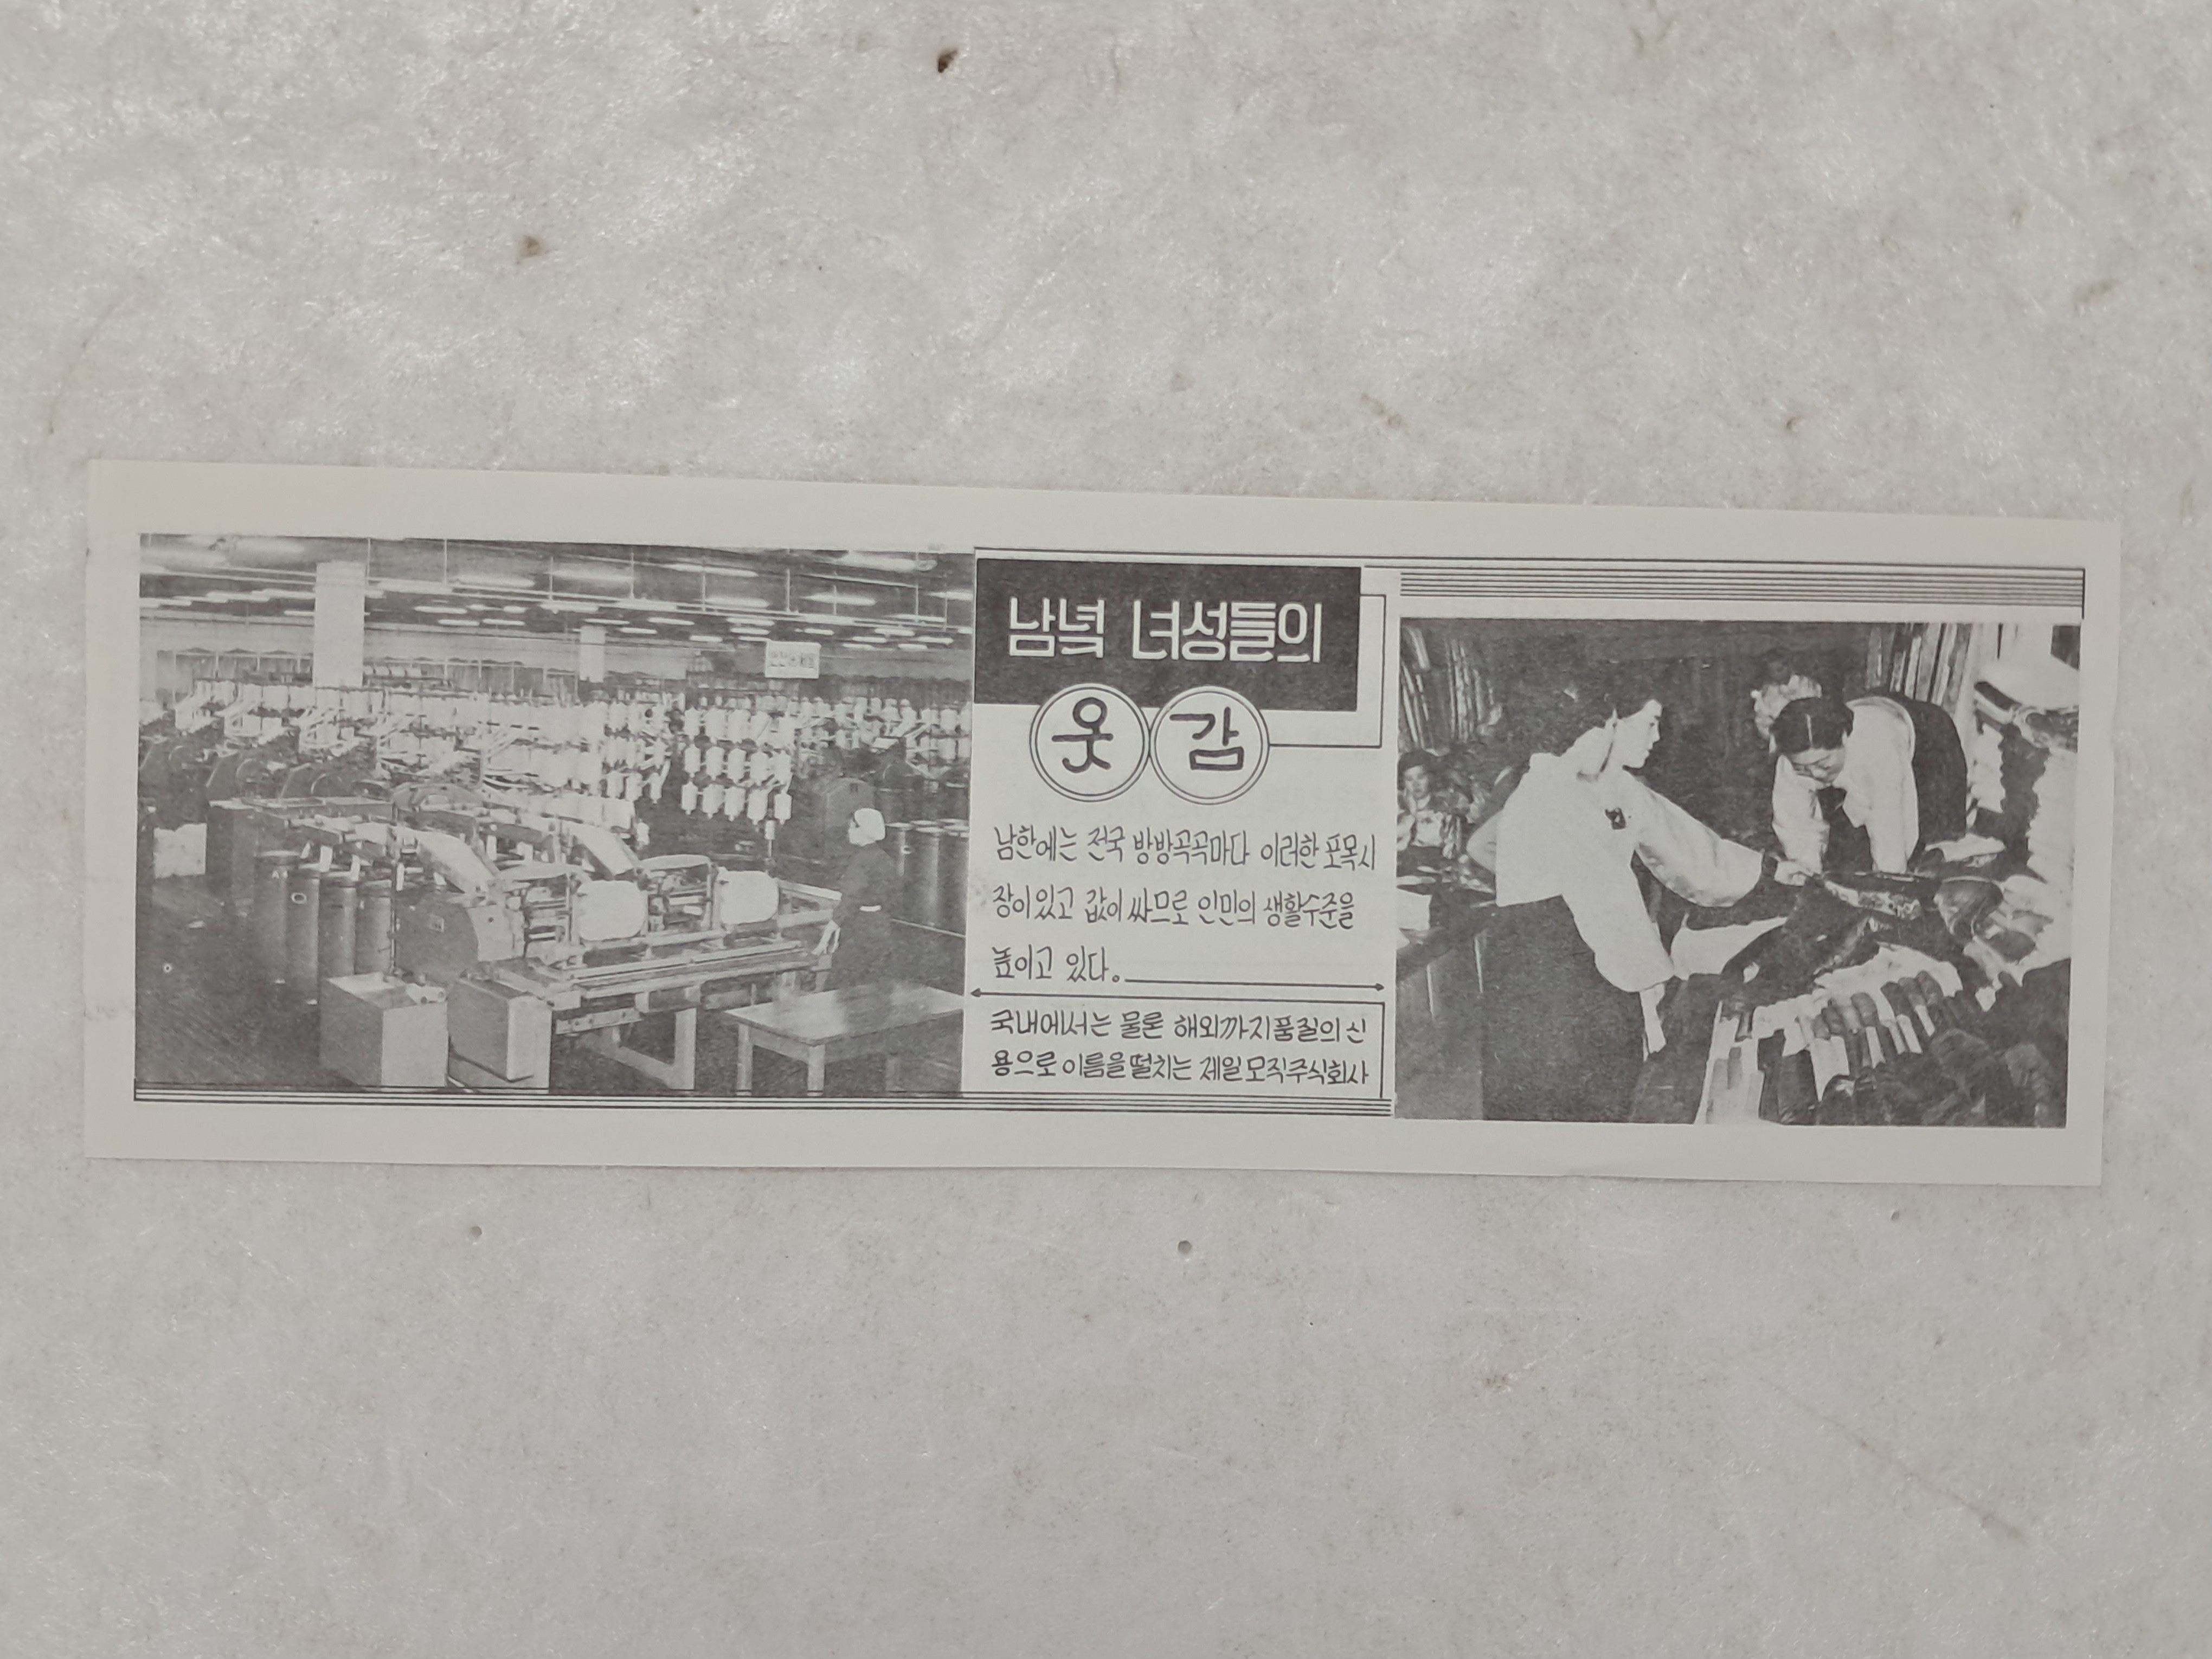 남녘 녀성들의
옷감
남한에는 전국 방방곡곡마다 이러한 포목시
장이있고 값이싸므로 인민의 생활수준을
높이고 있다。
국내에서는 물론 해외까지품질의신
용으로이름을떨치는 제일모직주식회사